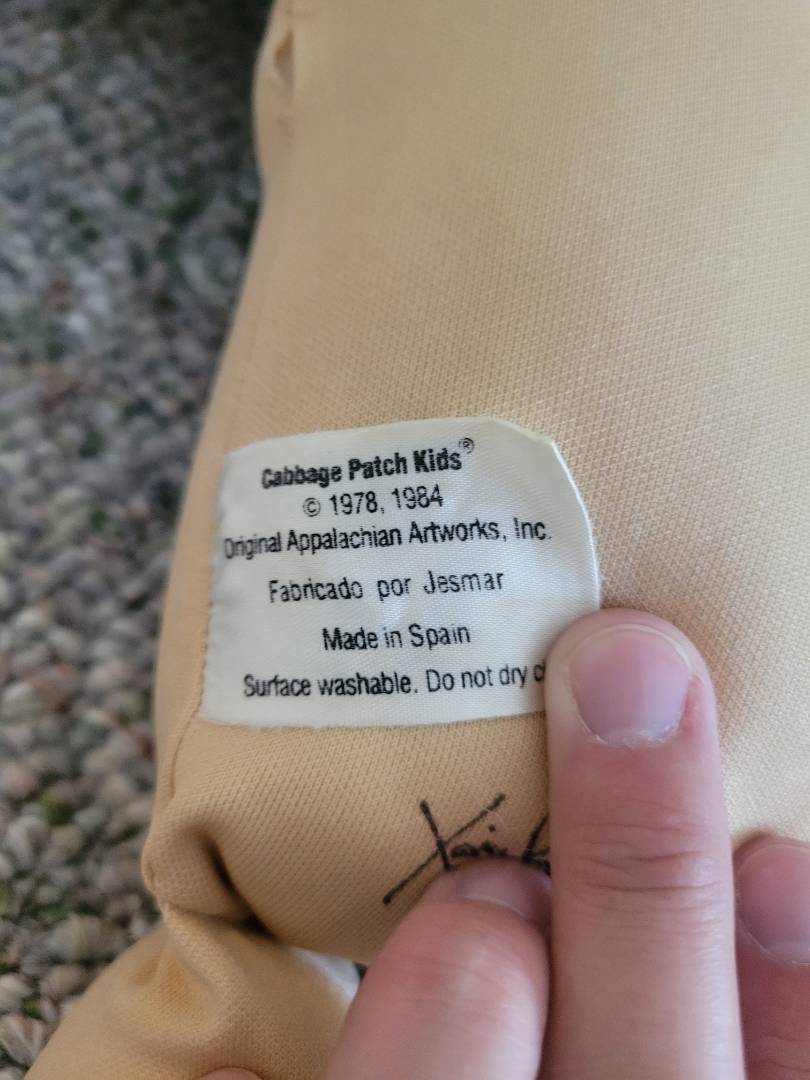 Cabbage Patch Kids®
© 1978, 1984
Original Appalachian Artworks, Inc.
Fabricado por Jesmar
Made in Spain
Surface washable. Do not dry